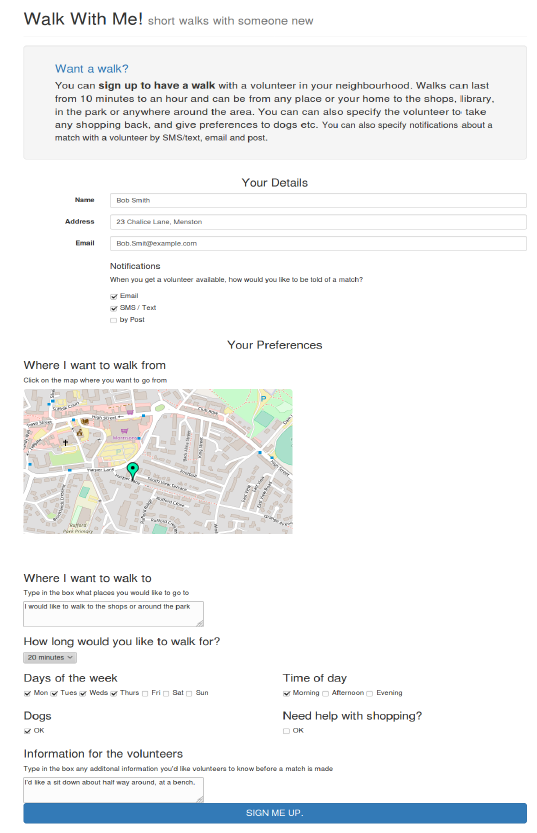 Walk With Me! short walks with someone new
Want a walk?
You can sign up to have a walk with a volunteer in your neighbourhood. Walks can last
from 10 minutes to an hour and can be from any place or your home to the shops, library,
in the park or anywhere around the area. You can can also specify the volunteer to take
any shopping back, and give preferences to dogs etc. You can also specify notifications about a
match with a volunteer by SMS/text, email and post.
Your Details
Name Bob Smith
Address 23 Chalice Lane, Menston
Email Bob.Smit@example.com
Notifications
When you get a volunteer available, how would you like to be told of a match?
Email
SMS / Text
by Post
Your Preferences
Where I want to walk from
Click on the map where you want to go from
High Street
Harper Lane
Rufford
Park Primary
Where I want to walk to
Type in the box what places you would like to go to
I would like to walk to the shops or around the park
How long would you like to walk for?
20 minutes
Days of the week Time of day
Mon Tues Weds Thurs Fri Sat Sun Morning Afternoon Evening
Dogs Need help with shopping?
OK OK
Information for the volunteers
Type in the box any additonal information you'd like volunteers to know before a match is made
I'd like a sit down about half way around, at a bench,
SIGN ME UP.